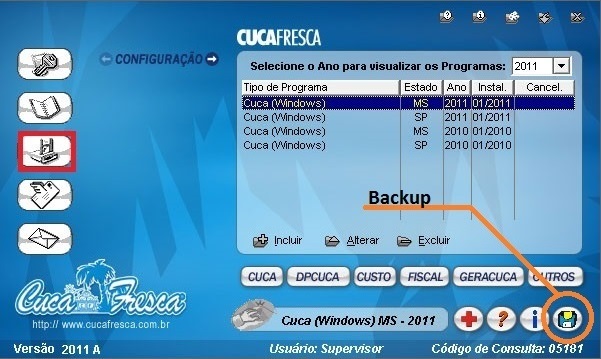 CUCAFRESCA
CONFIGURAÇÃO
Selecione o Ano para visualizar os Programas: 2011
Tipo de Programa Estado Ano Instal. Cancel.
Cuca (Windows) MS 2011 01/2011
Cuca (Windows) SP 2011 01/2011
Cuca (Windows) MS 2010 01/2010
Cuca (Windows) SP 2010 01/2010
Backup
Incluir Alterar Excluir
CUCA DPCUCA CUSTO FISCAL GERACUCA OUTROS
Cuca Fresca
http:// www.cucafresca.com.br
Cuca (Windows) MS - 2011
Versão 2011 A Usuário: Supervisor Código de Consulta: 05181